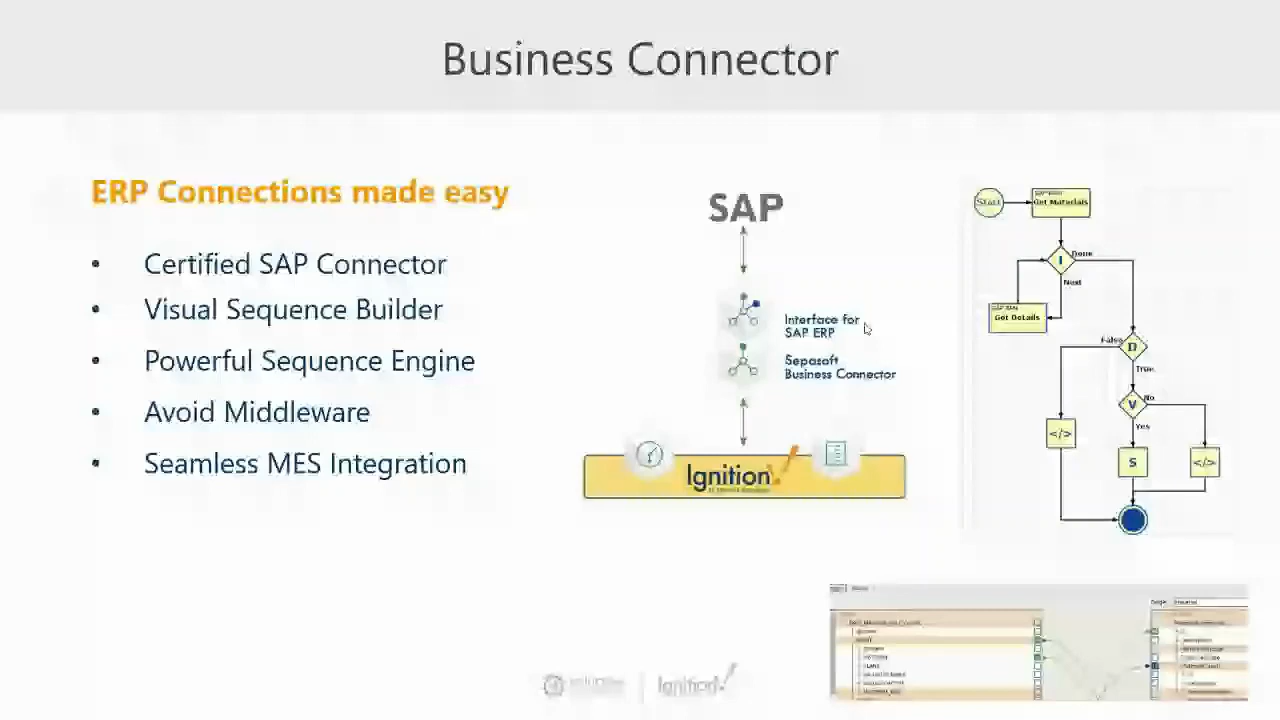 Business Connector
ERP Connections made easy
• Certified SAP Connector
• Visual Sequence Builder
• Powerful Sequence Engine
• Avoid Middleware
• Seamless MES Integration
SAP
Interface for
SAP ERP
Sepasoft
Business Connector
Ignition
Start
Get Materials
I
Done
Next
Get Details
False
D
True
V
No
Yes
</>
S
</>
Ignition